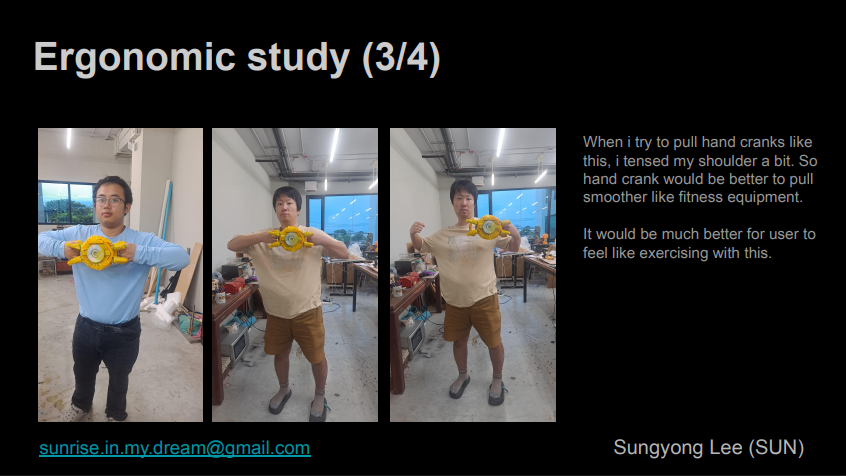 Ergonomic study (3/4)
When i try to pull hand cranks like
this, i tensed my shoulder a bit. So
hand crank would be better to pull
smoother like fitness equipment.
It would be much better for user to
feel like exercising with this.
sunrise.in.my.dream@gmail.com
Sungyong Lee (SUN)